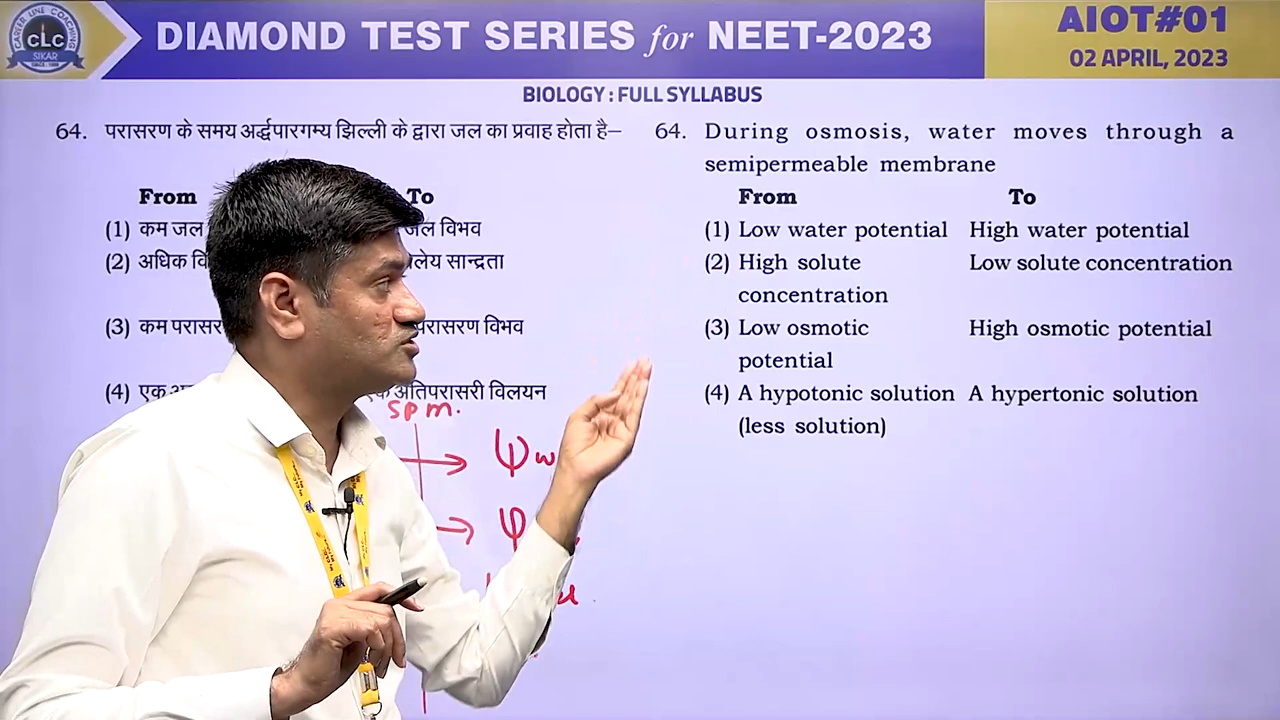 CAREER LINE COACHING
CLC
SIKAR
SINCE : 1996
DIAMOND TEST SERIES for NEET-2023
AIOT#01
02 APRIL, 2023
BIOLOGY : FULL SYLLABUS
64. परासरण के समय अर्द्धपारगम्य झिल्ली के द्वारा जल का प्रवाह होता है–
From To
(1) कम जल जल विभव
(2) अधिक सान्द्रता
(3) परासरण विभव
(4) अतिपरासरी विलयन
64. During osmosis, water moves through a
semipermeable membrane
From To
(1) Low water potential High water potential
(2) High solute Low solute concentration
concentration
(3) Low osmotic High osmotic potential
potential
(4) A hypotonic solution A hypertonic solution
(less solution)
SPM.
→ Ψw
→